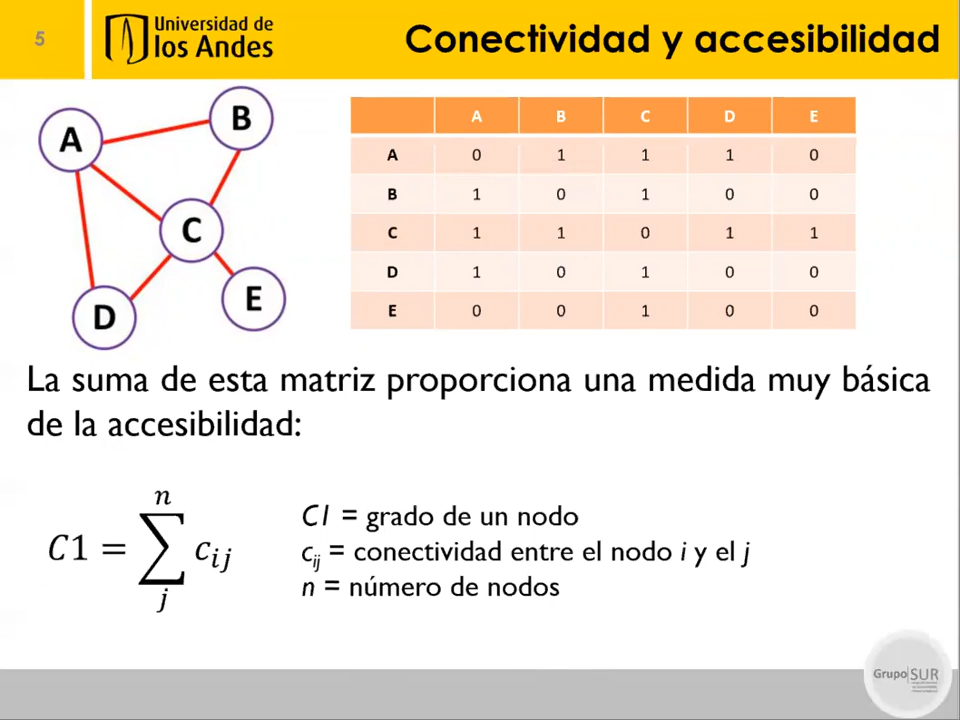 5
Universidad de
los Andes
Conectividad y accesibilidad
A
B
C
D
E
A B C D E
A 0 1 1 1 0
B 1 0 1 0 0
C 1 1 0 1 1
D 1 0 1 0 0
E 0 0 1 0 0
La suma de esta matriz proporciona una medida muy básica
de la accesibilidad:
C1 = ∑_j^n c_ij
C1 = grado de un nodo
c_ij = conectividad entre el nodo i y el j
n = número de nodos
Grupo|SUR